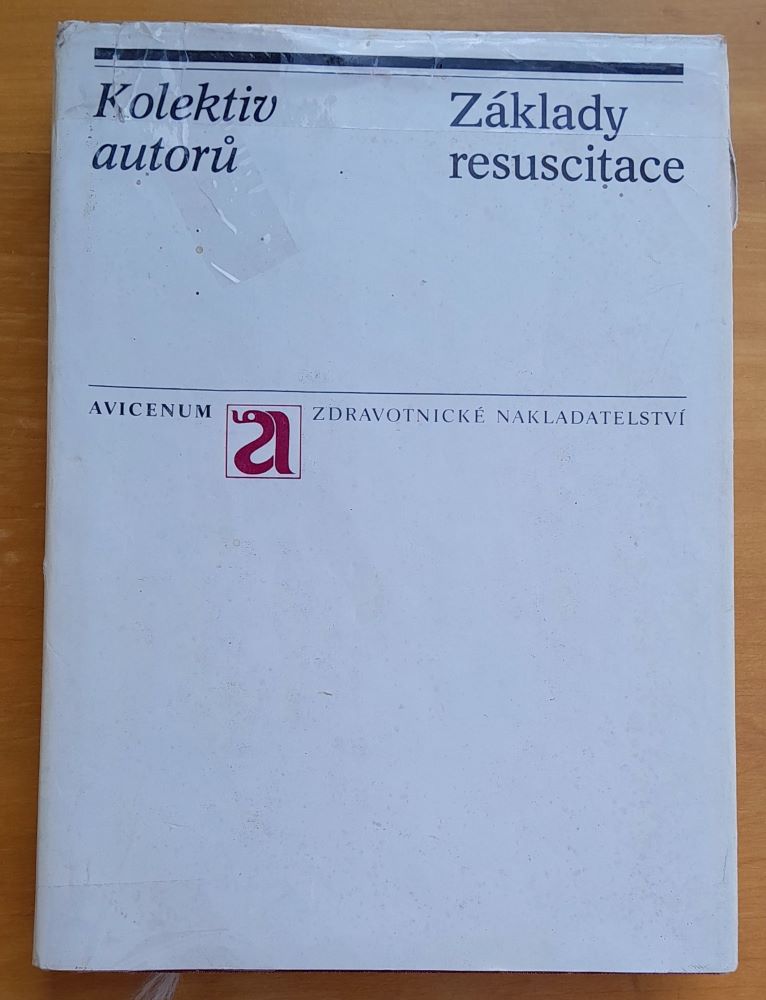 Kolektiv
autorů
Základy
resuscitace
AVICENUM a ZDRAVOTNICKÉ NAKLADATELSTVÍ